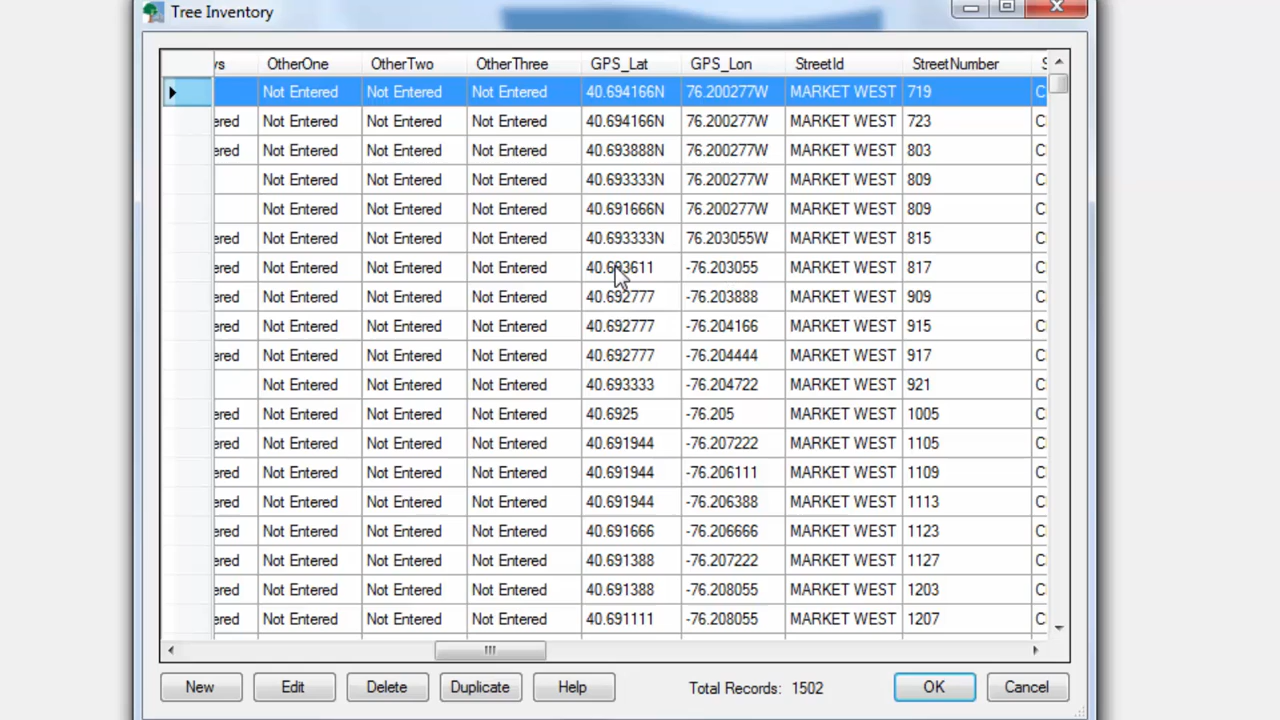 Tree Inventory
/s OtherOne OtherTwo OtherThree GPS_Lat GPS_Lon StreetId StreetNumber S
Not Entered Not Entered Not Entered 40.694166N 76.200277W MARKET WEST 719 C
ered Not Entered Not Entered Not Entered 40.694166N 76.200277W MARKET WEST 723 C
ered Not Entered Not Entered Not Entered 40.693888N 76.200277W MARKET WEST 803 C
Not Entered Not Entered Not Entered 40.693333N 76.200277W MARKET WEST 809 C
Not Entered Not Entered Not Entered 40.691666N 76.200277W MARKET WEST 809 C
ered Not Entered Not Entered Not Entered 40.693333N 76.203055W MARKET WEST 815 C
ered Not Entered Not Entered Not Entered 40.693611 -76.203055 MARKET WEST 817 C
ered Not Entered Not Entered Not Entered 40.692777 -76.203888 MARKET WEST 909 C
ered Not Entered Not Entered Not Entered 40.692777 -76.204166 MARKET WEST 915 C
ered Not Entered Not Entered Not Entered 40.692777 -76.204444 MARKET WEST 917 C
Not Entered Not Entered Not Entered 40.693333 -76.204722 MARKET WEST 921 C
ered Not Entered Not Entered Not Entered 40.6925 -76.205 MARKET WEST 1005 C
ered Not Entered Not Entered Not Entered 40.691944 -76.207222 MARKET WEST 1105 C
ered Not Entered Not Entered Not Entered 40.691944 -76.206111 MARKET WEST 1109 C
ered Not Entered Not Entered Not Entered 40.691944 -76.206388 MARKET WEST 1113 C
ered Not Entered Not Entered Not Entered 40.691666 -76.206666 MARKET WEST 1123 C
ered Not Entered Not Entered Not Entered 40.691388 -76.207222 MARKET WEST 1127 C
ered Not Entered Not Entered Not Entered 40.691388 -76.208055 MARKET WEST 1203 C
ered Not Entered Not Entered Not Entered 40.691111 -76.208055 MARKET WEST 1207 C
New Edit Delete Duplicate Help Total Records: 1502 OK Cancel